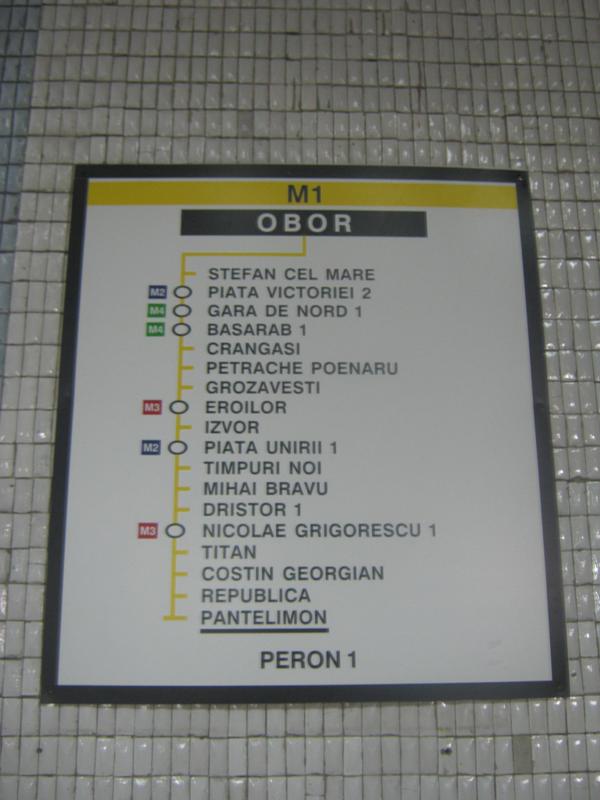 M1
OBOR
STEFAN CEL MARE
M2 PIATA VICTORIEI 2
M4 GARA DE NORD 1
M4 BASARAB 1
CRANGASI
PETRACHE POENARU
GROZAVESTI
M3 EROILOR
IZVOR
M2 PIATA UNIRII 1
TIMPURI NOI
MIHAI BRAVU
DRISTOR 1
M3 NICOLAE GRIGORESCU 1
TITAN
COSTIN GEORGIAN
REPUBLICA
PANTELIMON
PERON 1